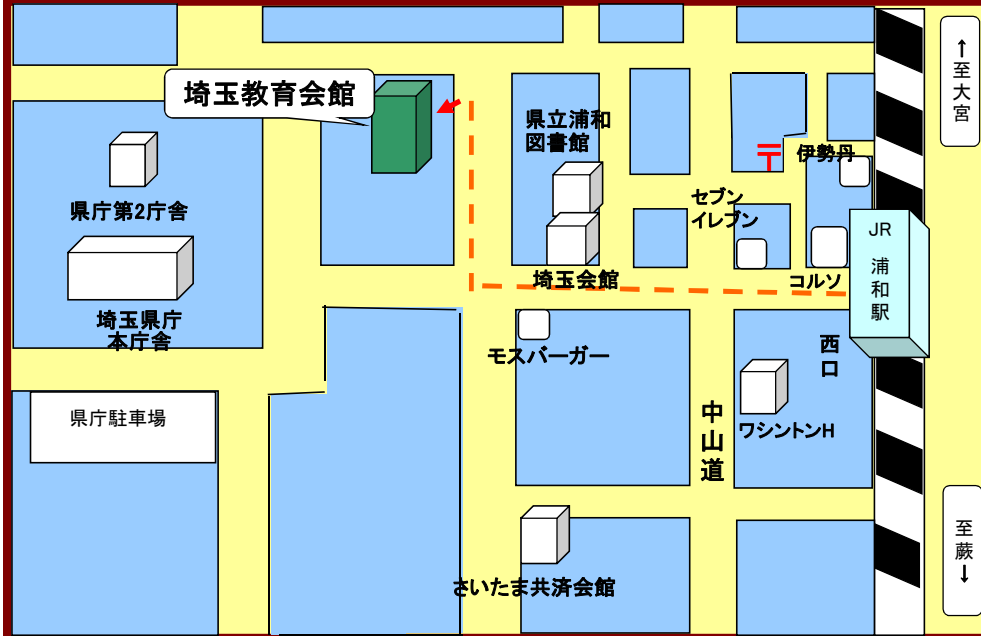 ↑至大宮
埼玉教育会館
県立浦和
図書館
伊勢丹
〒
県庁第2庁舎
セブン
イレブン
JR
浦和駅
埼玉会館
コルソ
埼玉県庁
本庁舎
モスバーガー
西口
県庁駐車場
中山道
ワシントンH
至蕨↓
さいたま共済会館